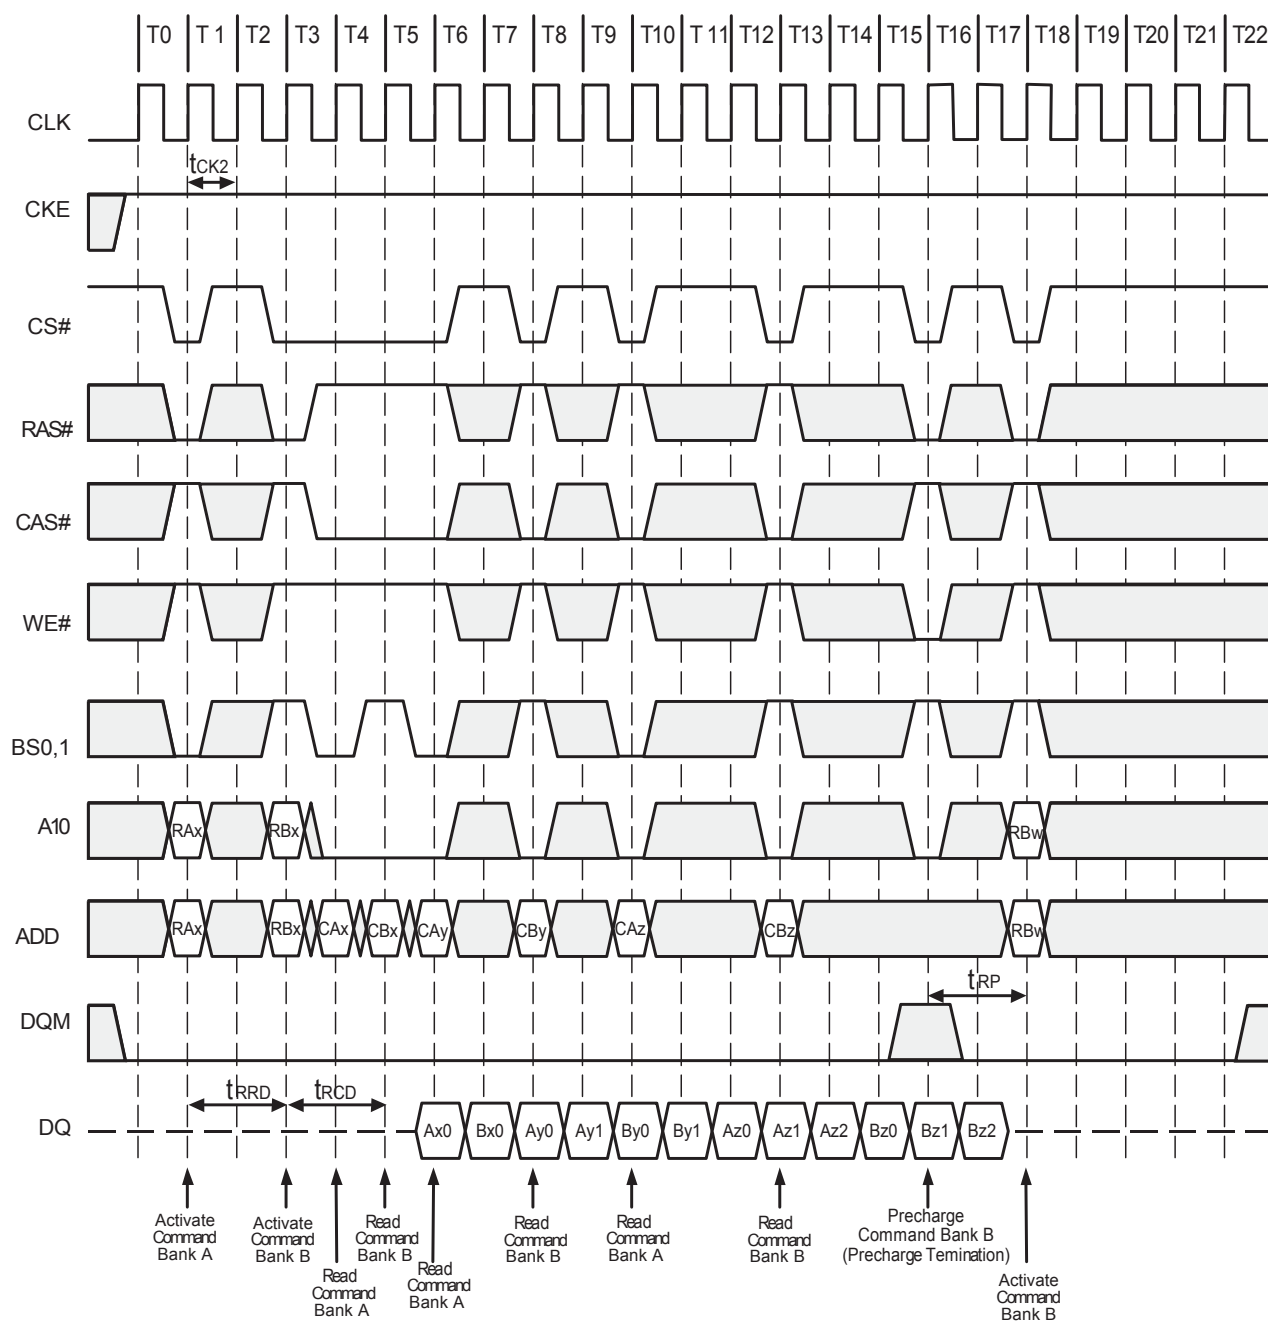 T0 T 1 T2 T3 T4 T5 T6 T7 T8 T9 T10 T 11 T12 T13 T14 T15 T16 T17 T18 T19 T20 T21 T22
CLK
tCK2
CKE
CS#
RAS#
CAS#
WE#
BS0,1
A10
RAx RBx RBw
ADD
RAx RBx CAx CBx CAy CBy CAz CBz RBw
tRP
DQM
tRRD tRCD
DQ
Ax0 Bx0 Ay0 Ay1 By0 By1 Az0 Az1 Az2 Bz0 Bz1 Bz2
Activate
Command
Bank A
Activate
Command
Bank B
Read
Command
Bank A
Read
Command
Bank B
Read
Command
Bank A
Read
Command
Bank B
Read
Command
Bank A
Read
Command
Bank B
Precharge
Command Bank B
(Precharge Temination)
Activate
Command
Bank B